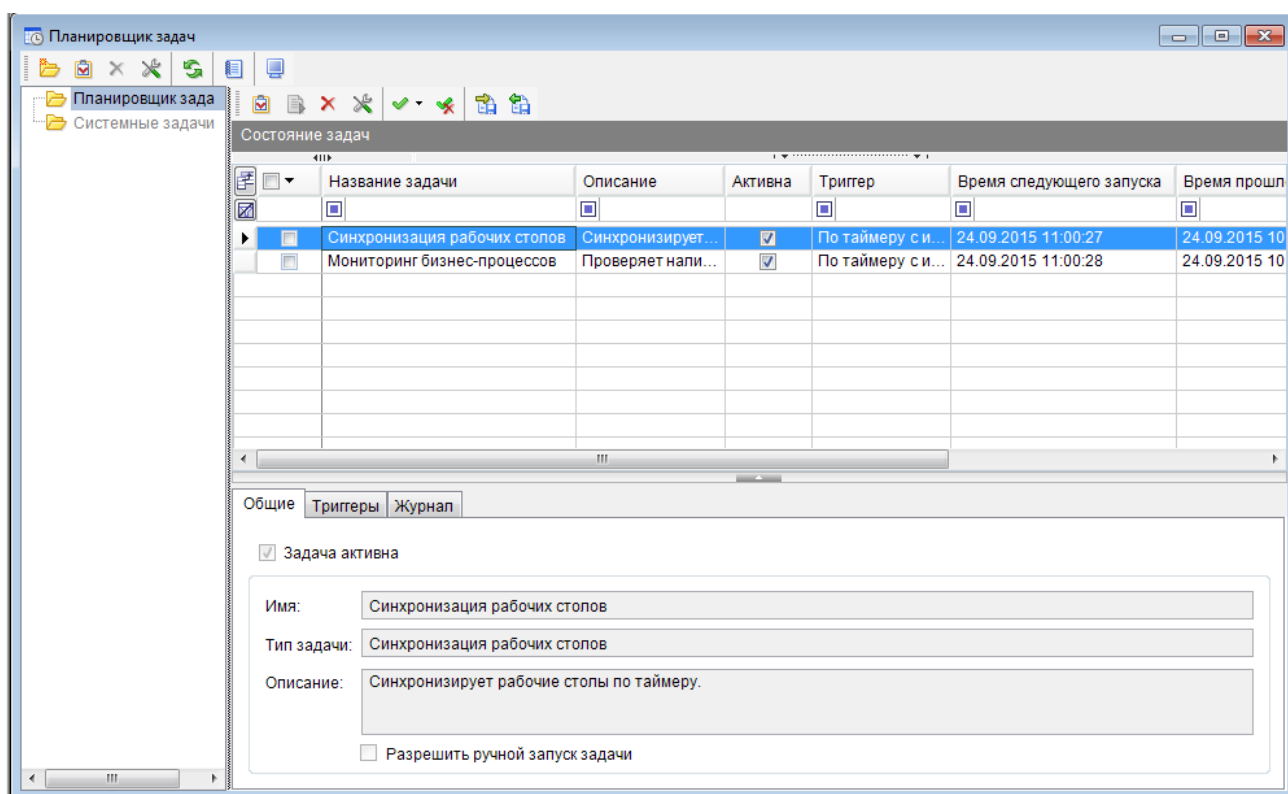 Планировщик задач
Планировщик зада
Системные задачи
Состояние задач
Название задачи Описание Активна Триггер Время следующего запуска Время прошл
Синхронизация рабочих столов Синхронизирует... По таймеру с и... 24.09.2015 11:00:27 24.09.2015 10
Мониторинг бизнес-процессов Проверяет нали... По таймеру с и... 24.09.2015 11:00:28 24.09.2015 10
Общие Триггеры Журнал
Задача активна
Имя: Синхронизация рабочих столов
Тип задачи: Синхронизация рабочих столов
Описание: Синхронизирует рабочие столы по таймеру.
Разрешить ручной запуск задачи